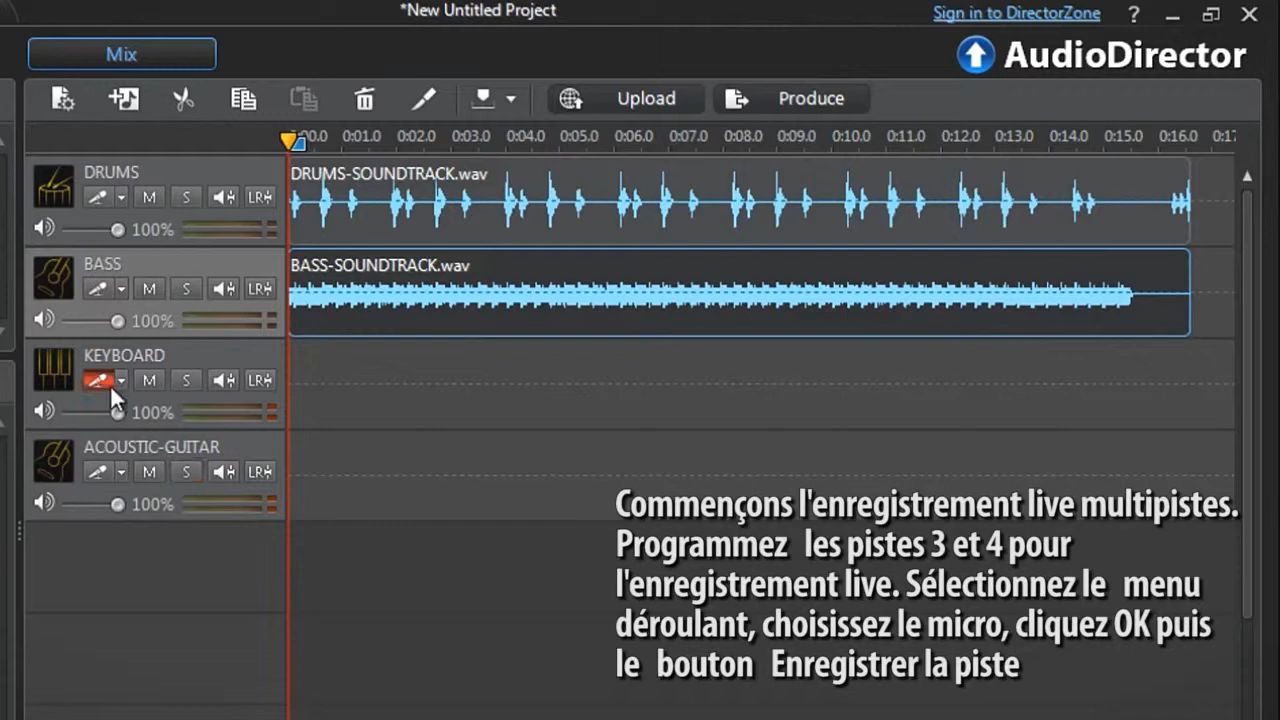 *New Untitled Project
Sign in to DirectorZone
?
Mix
AudioDirector
Upload
Produce
00.0 0:01.0 0:02.0 0:03.0 0:04.0 0:05.0 0:06.0 0:07.0 0:08.0 0:09.0 0:10.0 0:11.0 0:12.0 0:13.0 0:14.0 0:15.0 0:16.0 0:17
DRUMS
DRUMS-SOUNDTRACK.wav
M S LR
100%
BASS
BASS-SOUNDTRACK.wav
M S LR
100%
KEYBOARD
M S LR
100%
ACOUSTIC-GUITAR
M S LR
100%
Commençons l'enregistrement live multipistes.
Programmez les pistes 3 et 4 pour
l'enregistrement live. Sélectionnez le menu
déroulant, choisissez le micro, cliquez OK puis
le bouton Enregistrer la piste